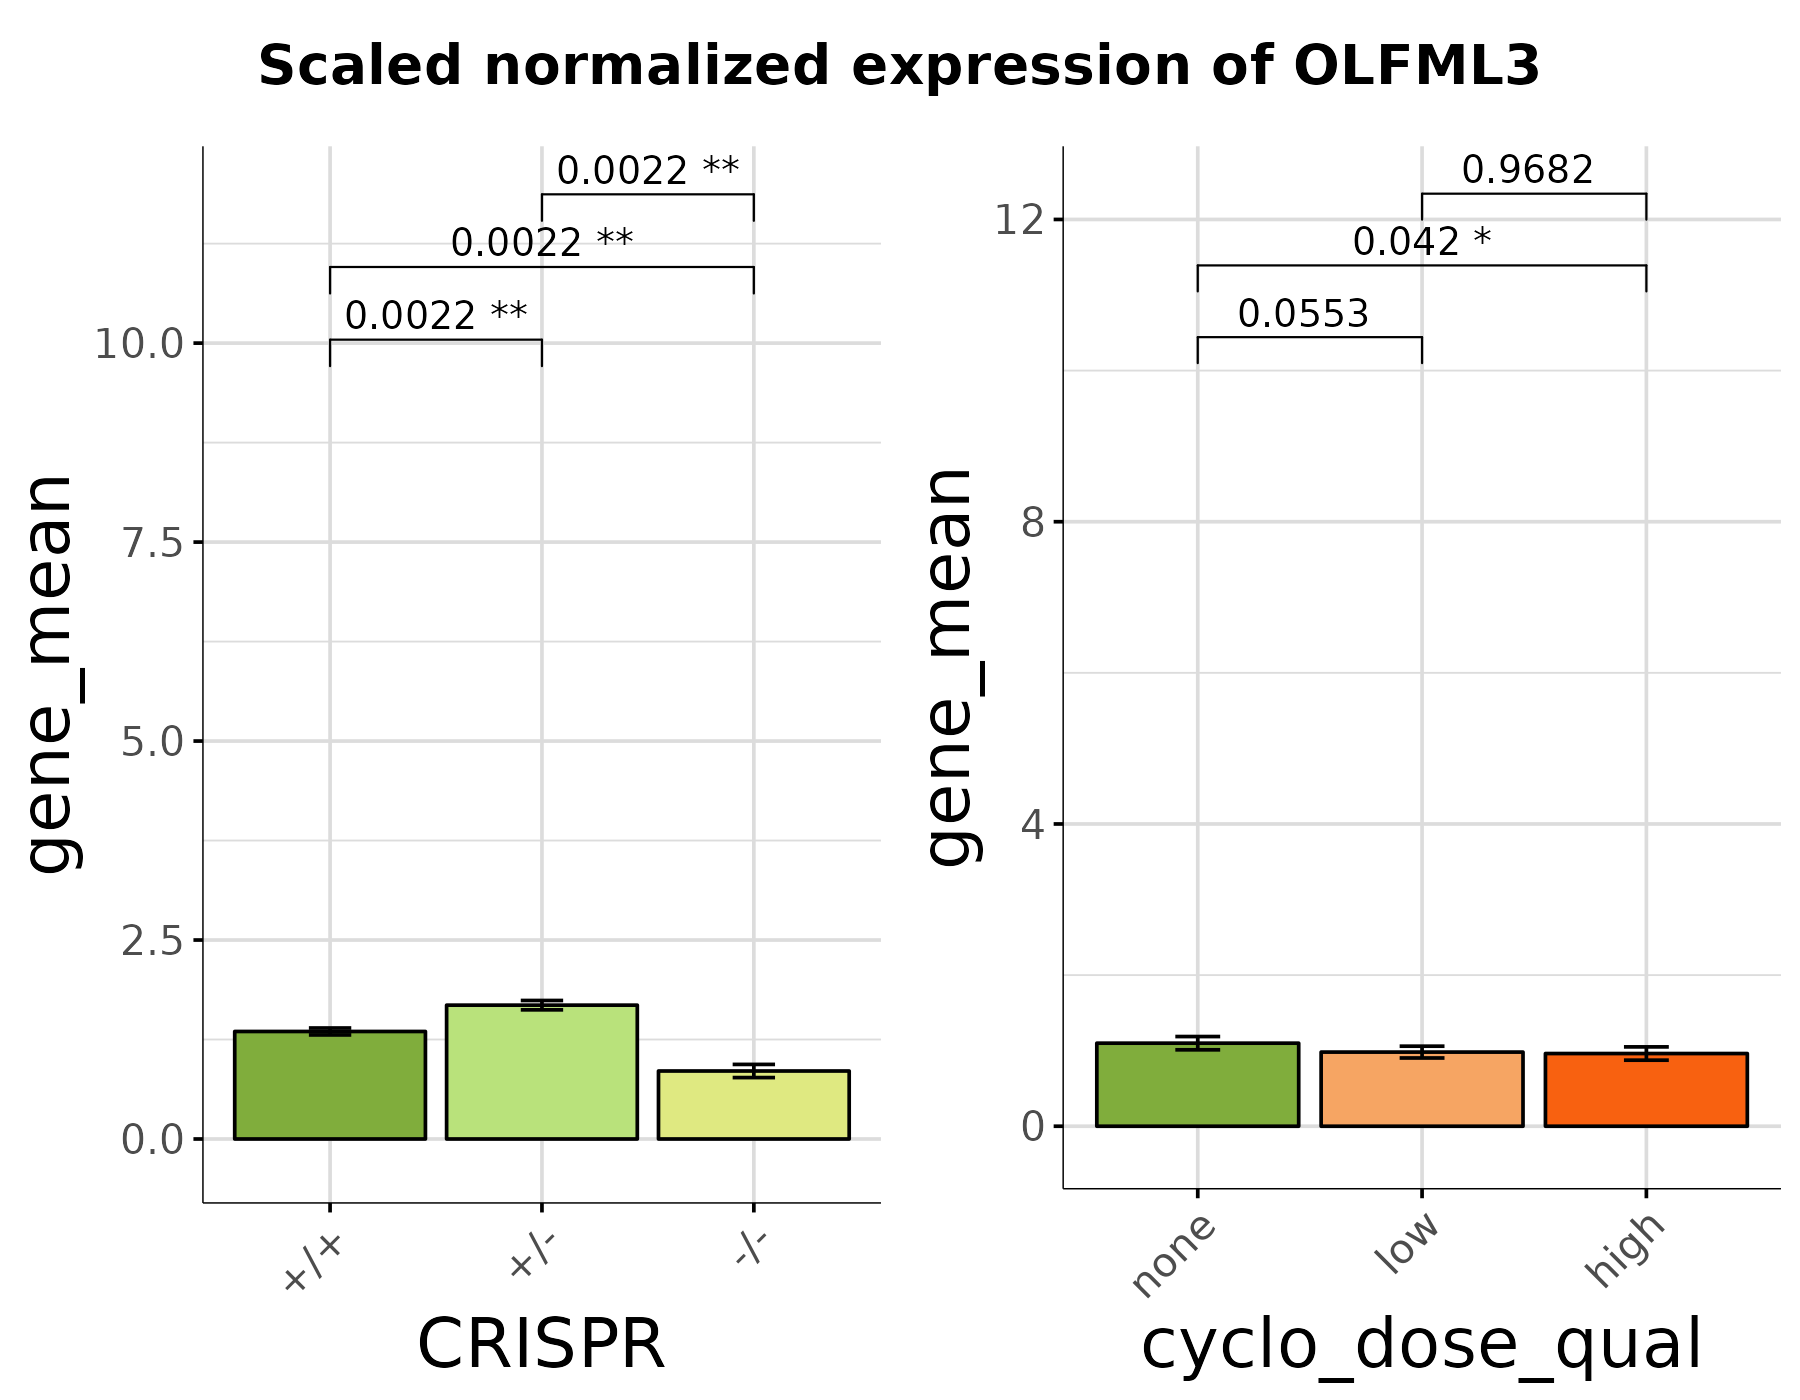 Scaled normalized expression of OLFML3
gene_mean
10.0
7.5
5.0
2.5
0.0
0.0022 **
0.0022 **
0.0022 **
+/+
+/-
-/-
CRISPR
gene_mean
12
8
4
0
0.9682
0.042 *
0.0553
none
low
high
cyclo_dose_qual